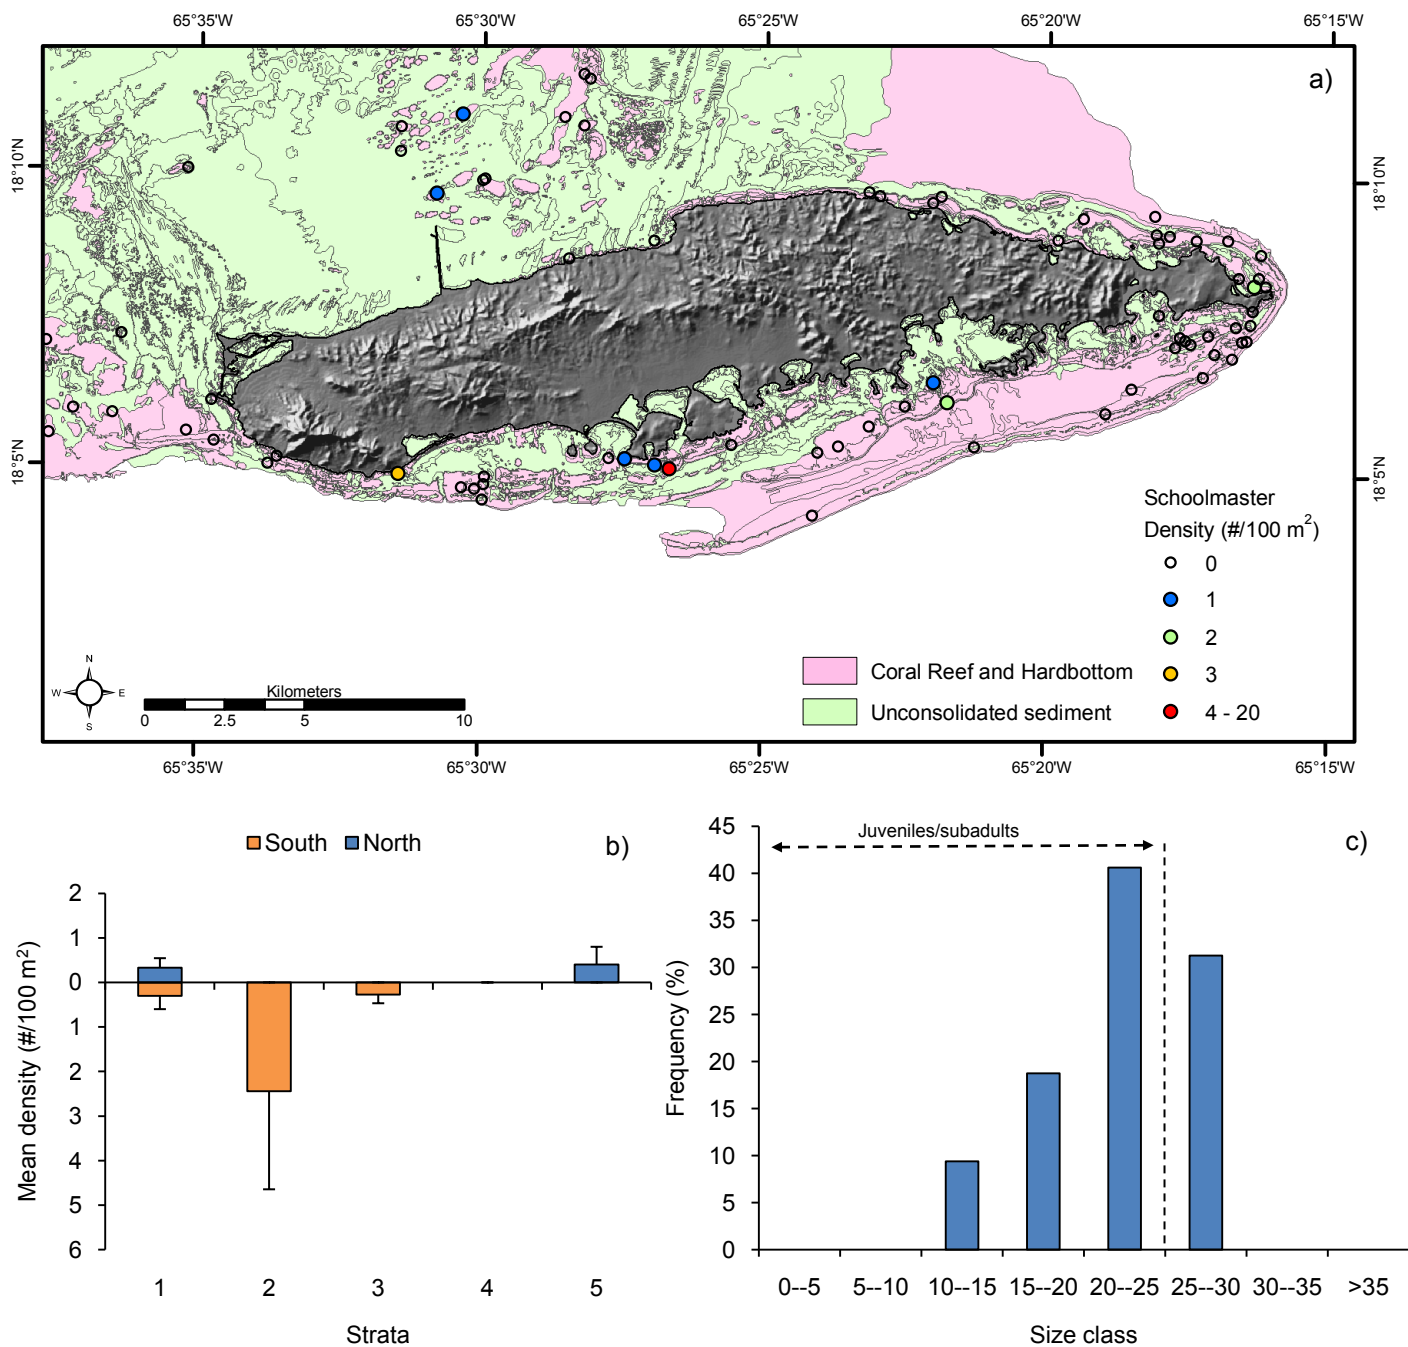 65°35'W 65°30'W 65°25'W 65°20'W 65°15'W
a)
18°10'N
18°10'N
18°5'N
18°5'N
Schoolmaster
Density (#/100 m²)
0
1
2
3
4 - 20
Coral Reef and Hardbottom
Unconsolidated sediment
N
W E
S
Kilometers
0 2.5 5 10
65°35'W 65°30'W 65°25'W 65°20'W 65°15'W
South North
b)
Mean density (#/100 m²)
2
1
0
1
2
3
4
5
6
1 2 3 4 5
Strata
c)
Juveniles/subadults
Frequency (%)
45
40
35
30
25
20
15
10
5
0
0--5 5--10 10--15 15--20 20--25 25--30 30--35 >35
Size class